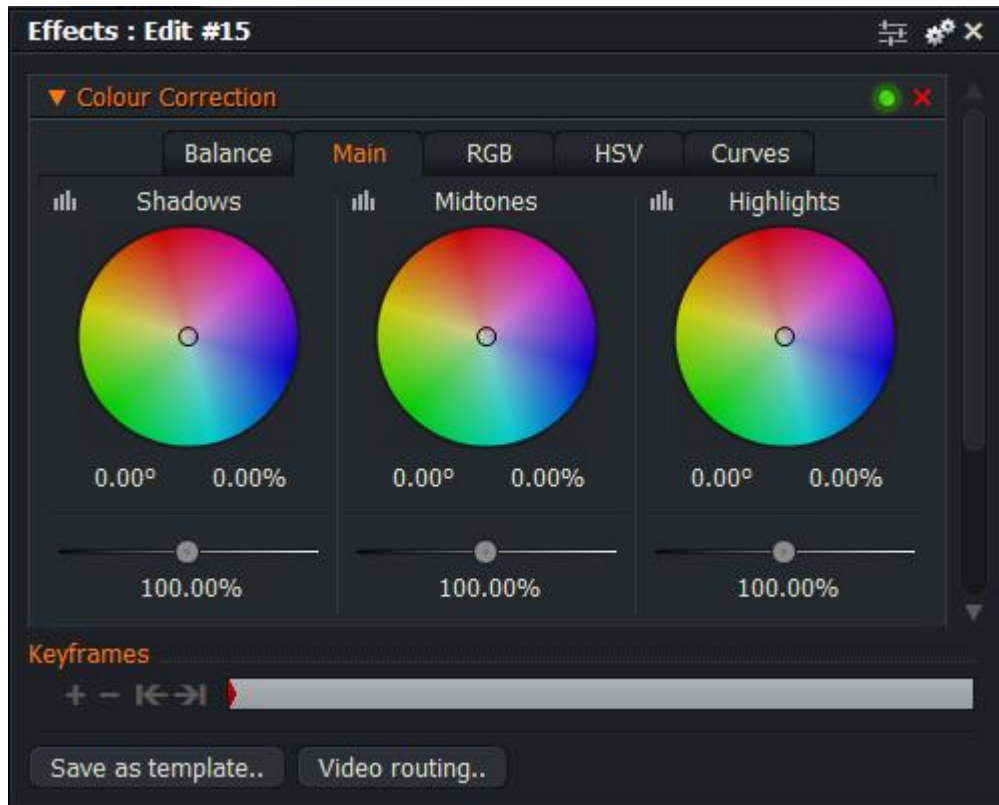 Effects : Edit #15
Colour Correction
Balance Main RGB HSV Curves
Shadows Midtones Highlights
0.00º 0.00% 0.00º 0.00% 0.00º 0.00%
100.00% 100.00% 100.00%
Keyframes
Save as template.. Video routing..